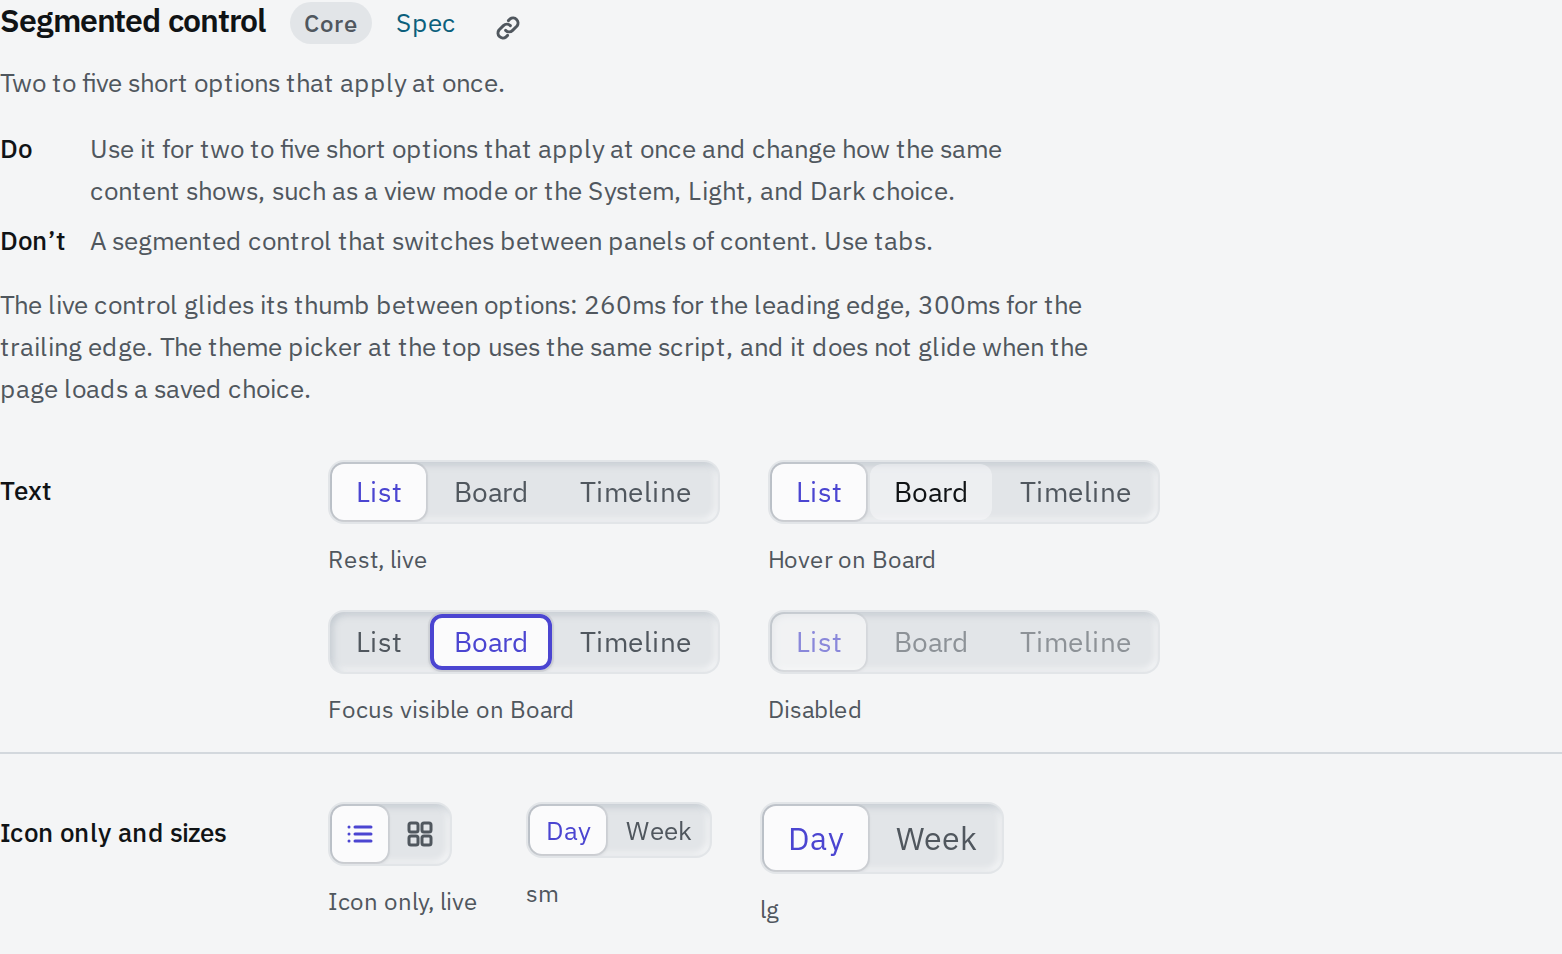 Segmented control Core Spec
Two to five short options that apply at once.
Do Use it for two to five short options that apply at once and change how the same
content shows, such as a view mode or the System, Light, and Dark choice.
Don’t A segmented control that switches between panels of content. Use tabs.
The live control glides its thumb between options: 260ms for the leading edge, 300ms for the
trailing edge. The theme picker at the top uses the same script, and it does not glide when the
page loads a saved choice.
Text List Board Timeline List Board Timeline
Rest, live Hover on Board
List Board Timeline List Board Timeline
Focus visible on Board Disabled
Icon only and sizes Day Week Day Week
Icon only, live sm lg